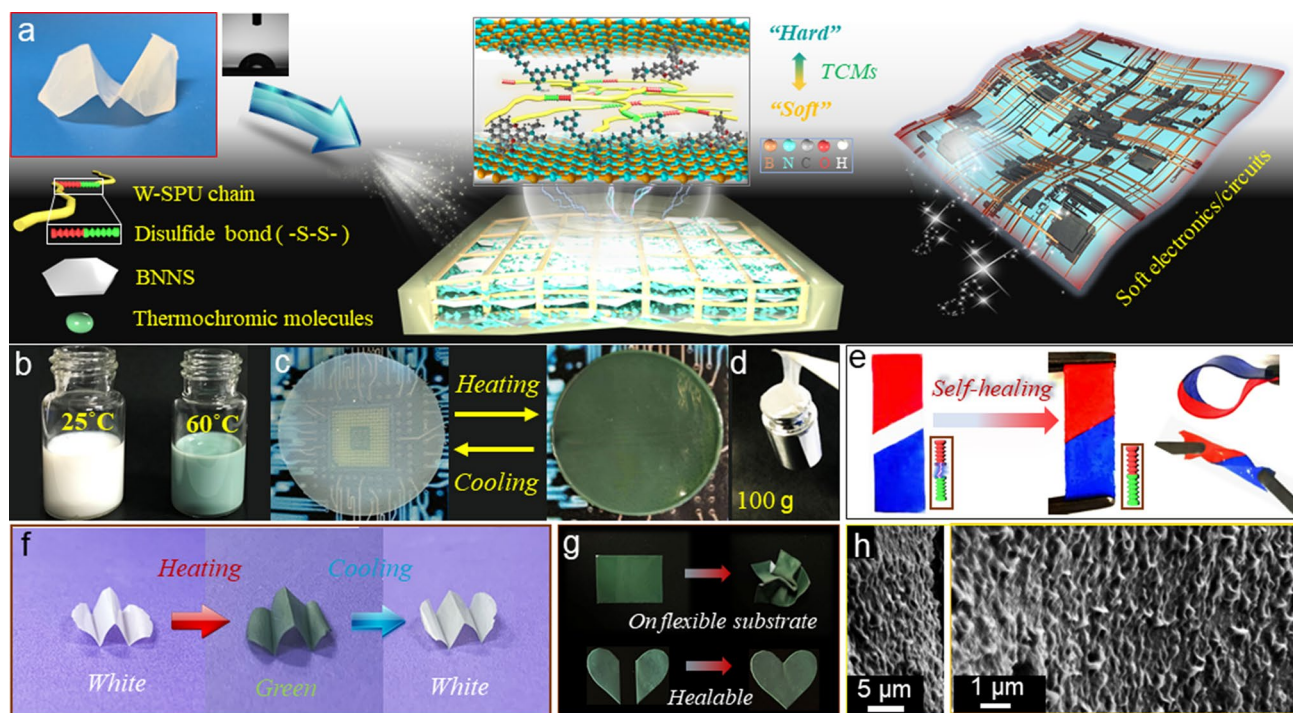 a
"Hard"
TCMs
"Soft"
B N C O H
W-SPU chain
Disulfide bond ( -S-S- )
BNNS
Thermochromic molecules
Soft electronics/circuits
b
25°C
60°C
c
Heating
Cooling
d
100 g
e
Self-healing
f
Heating
Cooling
White
Green
White
g
On flexible substrate
Healable
h
5 μm
1 μm